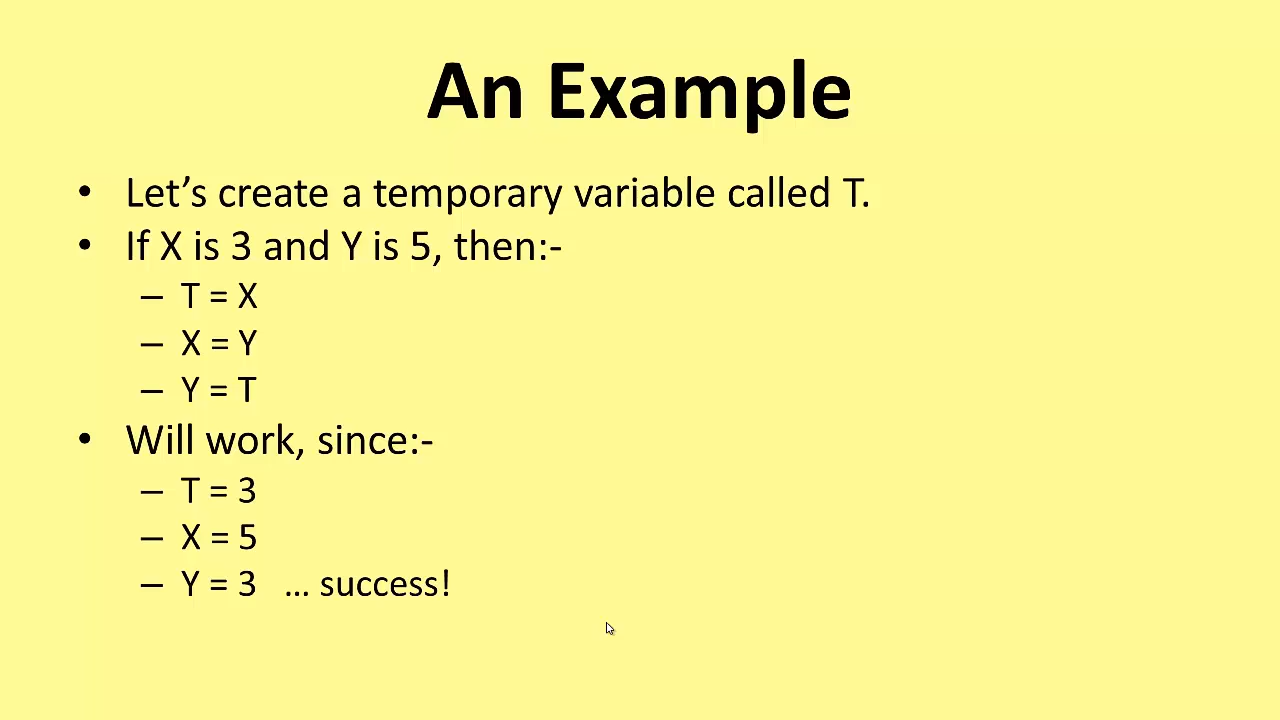 An Example
• Let’s create a temporary variable called T.
• If X is 3 and Y is 5, then:-
– T = X
– X = Y
– Y = T
• Will work, since:-
– T = 3
– X = 5
– Y = 3 … success!